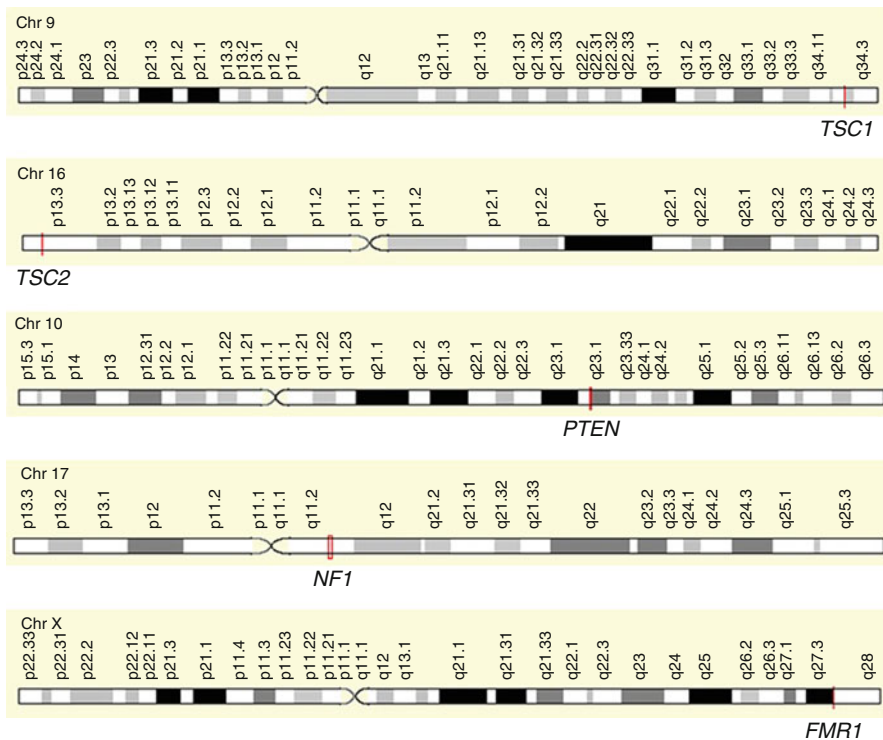 Chr 9
p24.3 p24.2 p24.1 p23 p22.3 p21.3 p21.2 p21.1 p13.3 p13.2 p13.1 p12 p11.2 q12 q13 q21.11 q21.13 q21.31 q21.32 q21.33 q22.2 q22.31 q22.32 q22.33 q31.1 q31.2 q31.3 q32 q33.1 q33.2 q33.3 q34.11 q34.3
TSC1
Chr 16
p13.3 p13.2 p13.13 p13.12 p13.11 p12.3 p12.2 p12.1 p11.2 p11.1 q11.1 p11.2 p12.1 p12.2 q21 q22.1 q22.2 q23.1 q23.2 q23.3 q24.1 q24.2 q24.3
TSC2
Chr 10
p15.3 p15.1 p14 p13 p12.31 p12.2 p12.1 p11.22 p11.21 p11.1 q11.1 q11.21 q11.22 q11.23 q21.1 q21.2 q21.3 q22.1 q22.2 q22.3 q23.1 q23.1 q23.33 q24.1 q24.2 q25.1 q25.2 q25.3 q26.11 q26.13 q26.2 q26.3
PTEN
Chr 17
p13.3 p13.2 p13.1 p12 p11.2 p11.1 q11.1 q11.2 q12 q21.2 q21.31 q21.32 q21.33 q22 q23.2 q23.3 q24.1 q24.2 q24.3 q25.1 q25.3
NF1
Chr X
p22.33 p22.31 p22.2 p22.12 p22.11 p21.3 p21.1 p11.4 p11.3 p11.23 p11.22 p11.21 p11.1 q11.1 q12 q13.1 q21.1 q21.31 q21.33 q22.1 q22.3 q23 q24 q25 q26.2 q26.3 q27.1 q27.3 q28
FMR1